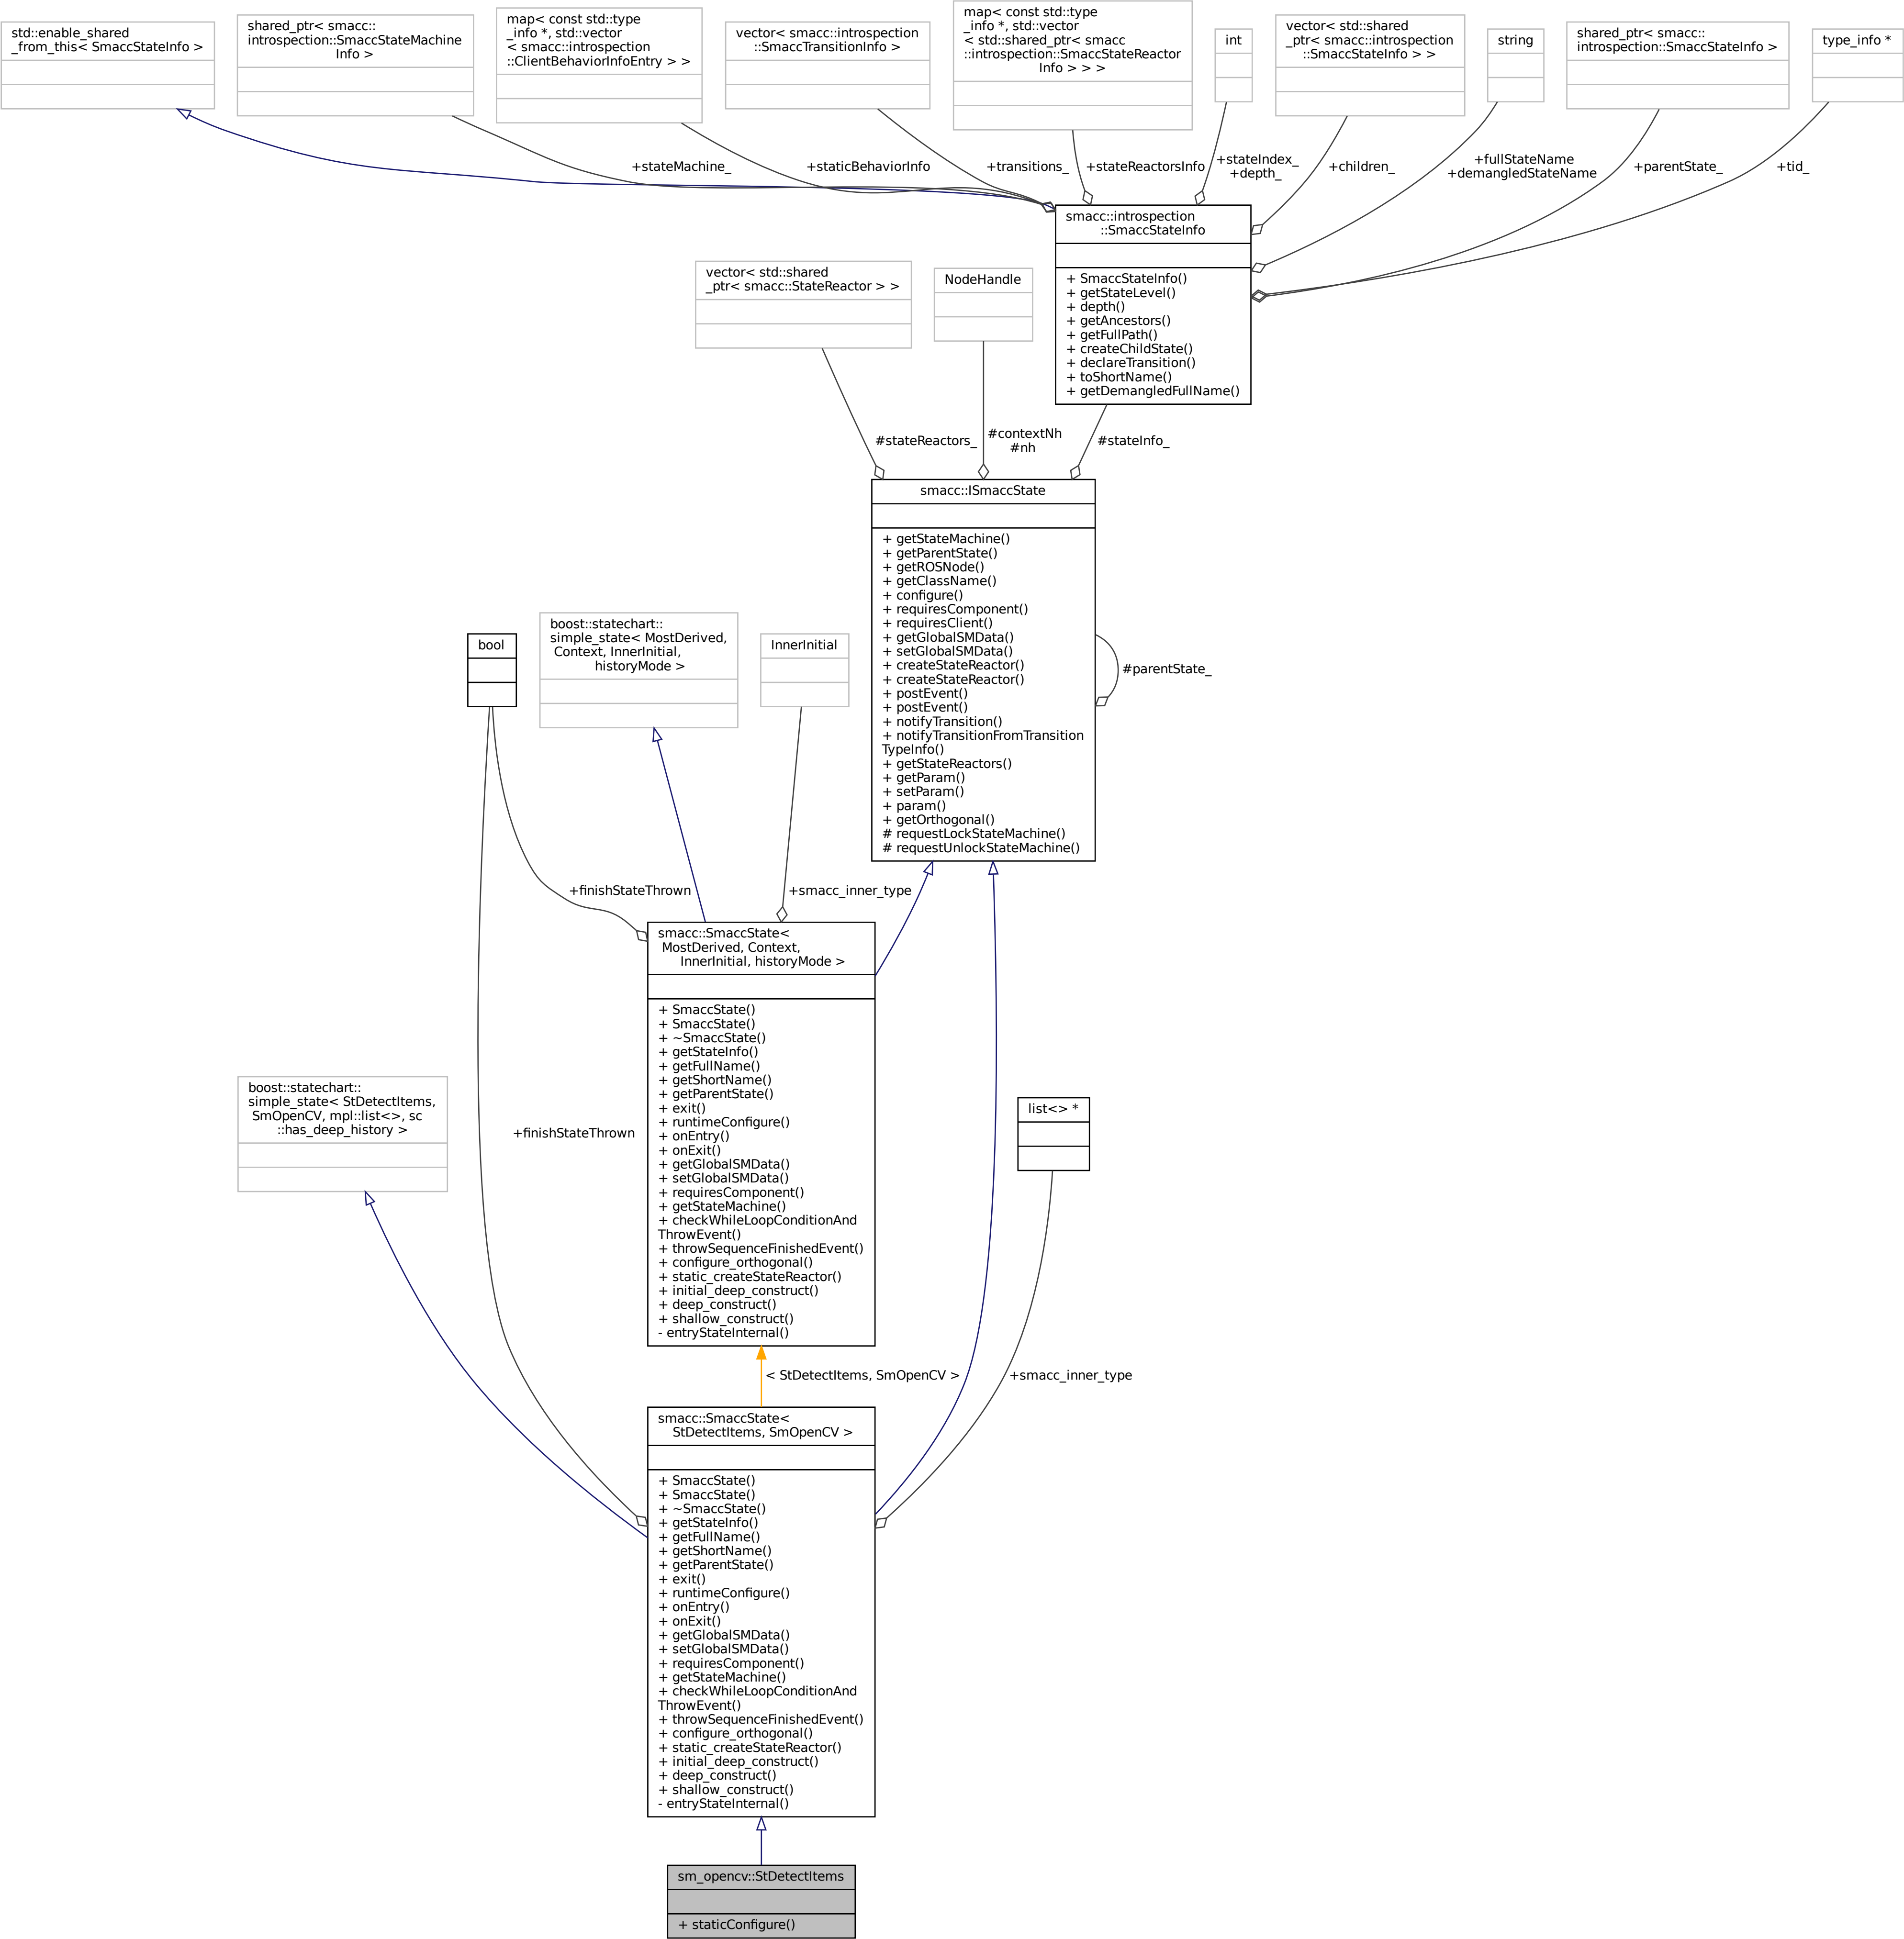 std::enable_shared
_from_this< SmaccStateInfo >
shared_ptr< smacc::
introspection::SmaccStateMachine
Info >
map< const std::type
_info *, std::vector
< smacc::introspection
::ClientBehaviorInfoEntry > >
vector< smacc::introspection
::SmaccTransitionInfo >
map< const std::type
_info *, std::vector
< std::shared_ptr< smacc
::introspection::SmaccStateReactor
Info > > >
int
vector< std::shared
_ptr< smacc::introspection
::SmaccStateInfo > >
string
shared_ptr< smacc::
introspection::SmaccStateInfo >
type_info *
+stateMachine_
+staticBehaviorInfo
+transitions_
+stateReactorsInfo
+stateIndex_
+depth_
+children_
+fullStateName
+demangledStateName
+parentState_
+tid_
smacc::introspection
::SmaccStateInfo
+ SmaccStateInfo()
+ getStateLevel()
+ depth()
+ getAncestors()
+ getFullPath()
+ createChildState()
+ declareTransition()
+ toShortName()
+ getDemangledFullName()
vector< std::shared
_ptr< smacc::StateReactor > >
NodeHandle
#stateReactors_
#contextNh
#nh
#stateInfo_
smacc::ISmaccState
+ getStateMachine()
+ getParentState()
+ getROSNode()
+ getClassName()
+ configure()
+ requiresComponent()
+ requiresClient()
+ getGlobalSMData()
+ setGlobalSMData()
+ createStateReactor()
+ createStateReactor()
+ postEvent()
+ postEvent()
+ notifyTransition()
+ notifyTransitionFromTransition
TypeInfo()
+ getStateReactors()
+ getParam()
+ setParam()
+ param()
+ getOrthogonal()
# requestLockStateMachine()
# requestUnlockStateMachine()
#parentState_
bool
boost::statechart::
simple_state< MostDerived,
Context, InnerInitial,
historyMode >
InnerInitial
+finishStateThrown
+smacc_inner_type
smacc::SmaccState<
MostDerived, Context,
InnerInitial, historyMode >
+ SmaccState()
+ SmaccState()
+ ~SmaccState()
+ getStateInfo()
+ getFullName()
+ getShortName()
+ getParentState()
+ exit()
+ runtimeConfigure()
+ onEntry()
+ onExit()
+ getGlobalSMData()
+ setGlobalSMData()
+ requiresComponent()
+ getStateMachine()
+ checkWhileLoopConditionAnd
ThrowEvent()
+ throwSequenceFinishedEvent()
+ configure_orthogonal()
+ static_createStateReactor()
+ initial_deep_construct()
+ deep_construct()
+ shallow_construct()
- entryStateInternal()
boost::statechart::
simple_state< StDetectItems,
SmOpenCV, mpl::list<>, sc
::has_deep_history >
+finishStateThrown
list<> *
< StDetectItems, SmOpenCV >
+smacc_inner_type
smacc::SmaccState<
StDetectItems, SmOpenCV >
+ SmaccState()
+ SmaccState()
+ ~SmaccState()
+ getStateInfo()
+ getFullName()
+ getShortName()
+ getParentState()
+ exit()
+ runtimeConfigure()
+ onEntry()
+ onExit()
+ getGlobalSMData()
+ setGlobalSMData()
+ requiresComponent()
+ getStateMachine()
+ checkWhileLoopConditionAnd
ThrowEvent()
+ throwSequenceFinishedEvent()
+ configure_orthogonal()
+ static_createStateReactor()
+ initial_deep_construct()
+ deep_construct()
+ shallow_construct()
- entryStateInternal()
sm_opencv::StDetectItems
+ staticConfigure()